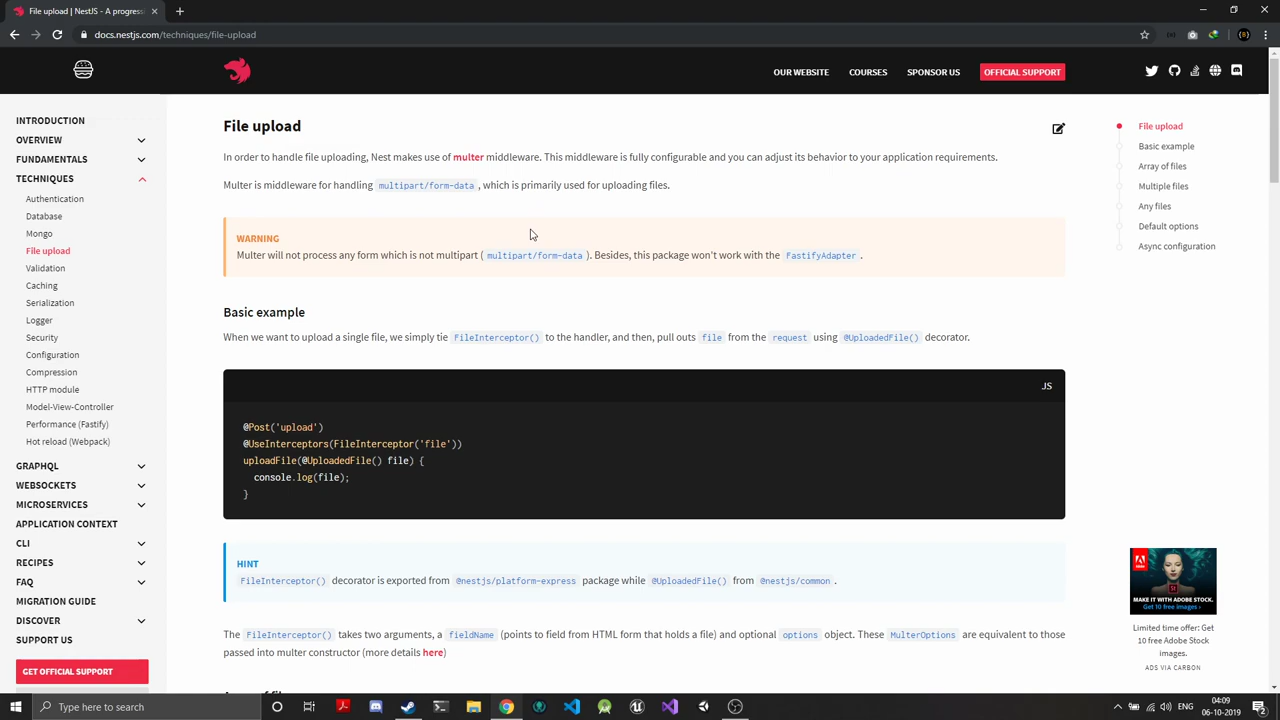 File upload | NestJS - A progressi
docs.nestjs.com/techniques/file-upload
OUR WEBSITE
COURSES
SPONSOR US
OFFICIAL SUPPORT
INTRODUCTION
OVERVIEW
FUNDAMENTALS
TECHNIQUES
Authentication
Database
Mongo
File upload
Validation
Caching
Serialization
Logger
Security
Configuration
Compression
HTTP module
Model-View-Controller
Performance (Fastify)
Hot reload (Webpack)
GRAPHQL
WEBSOCKETS
MICROSERVICES
APPLICATION CONTEXT
CLI
RECIPES
FAQ
MIGRATION GUIDE
DISCOVER
SUPPORT US
GET OFFICIAL SUPPORT
File upload
In order to handle file uploading, Nest makes use of multer middleware. This middleware is fully configurable and you can adjust its behavior to your application requirements.
Multer is middleware for handling multipart/form-data , which is primarily used for uploading files.
WARNING
Multer will not process any form which is not multipart ( multipart/form-data ). Besides, this package won't work with the FastifyAdapter .
Basic example
When we want to upload a single file, we simply tie FileInterceptor() to the handler, and then, pull outs file from the request using @UploadedFile() decorator.
JS
@Post('upload')
@UseInterceptors(FileInterceptor('file'))
uploadFile(@UploadedFile() file) {
console.log(file);
}
HINT
FileInterceptor() decorator is exported from @nestjs/platform-express package while @UploadedFile() from @nestjs/common .
The FileInterceptor() takes two arguments, a fieldName (points to field from HTML form that holds a file) and optional options object. These MulterOptions are equivalent to those
passed into multer constructor (more details here)
File upload
Basic example
Array of files
Multiple files
Any files
Default options
Async configuration
MAKE IT WITH ADOBE STOCK.
Get 10 free images ›
Limited time offer: Get
10 free Adobe Stock
images.
ADS VIA CARBON
Type here to search
ENG
04:09
06-10-2019